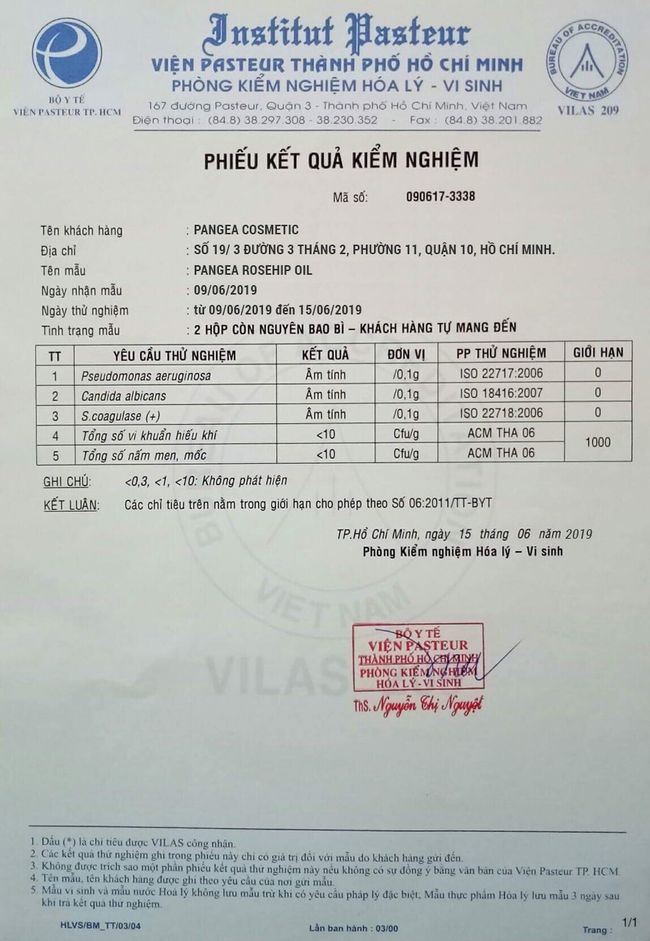 Institut Pasteur
VIỆN PASTEUR THÀNH PHỐ HỒ CHÍ MINH
PHÒNG KIỂM NGHIỆM HÓA LÝ - VI SINH
167 đường Pasteur, Quận 3 - Thành phố Hồ Chí Minh, Việt Nam
Điện thoại : (84.8) 38.297.308 - 38.230.352 - Fax : (84.8) 38.201.882
BỘ Y TẾ
VIỆN PASTEUR TP. HCM
BUREAU OF ACCREDITATION
VIET NAM
VILAS 209
PHIẾU KẾT QUẢ KIỂM NGHIỆM
Mã số: 090617-3338
Tên khách hàng : PANGEA COSMETIC
Địa chỉ : SỐ 19/ 3 ĐƯỜNG 3 THÁNG 2, PHƯỜNG 11, QUẬN 10, HỒ CHÍ MINH.
Tên mẫu : PANGEA ROSEHIP OIL
Ngày nhận mẫu : 09/06/2019
Ngày thử nghiệm : từ 09/06/2019 đến 15/06/2019
Tình trạng mẫu : 2 HỘP CÒN NGUYÊN BAO BÌ – KHÁCH HÀNG TỰ MANG ĐẾN
TT YÊU CẦU THỬ NGHIỆM KẾT QUẢ ĐƠN VỊ PP THỬ NGHIỆM GIỚI HẠN
1 Pseudomonas aeruginosa Âm tính /0,1g ISO 22717:2006 0
2 Candida albicans Âm tính /0,1g ISO 18416:2007 0
3 S.coagulase (+) Âm tính /0,1g ISO 22718:2006 0
4 Tổng số vi khuẩn hiếu khí <10 Cfu/g ACM THA 06 1000
5 Tổng số nấm men, mốc <10 Cfu/g ACM THA 06
GHI CHÚ: <0,3, <1, <10: Không phát hiện
KẾT LUẬN: Các chỉ tiêu trên nằm trong giới hạn cho phép theo Số 06:2011/TT-BYT
TP.Hồ Chí Minh, ngày 15 tháng 06 năm 2019
Phòng Kiểm nghiệm Hóa lý – Vi sinh
VIET NAM
VILAS
BỘ Y TẾ
VIỆN PASTEUR
THÀNH PHỐ HỒ CHÍ MINH
PHÒNG KIỂM NGHIỆM
HÓA LÝ - VI SINH
ThS. Nguyễn Thị Nguyệt
1. Dấu (*) là chỉ tiêu được VILAS công nhận.
2. Các kết quả thử nghiệm ghi trong phiếu này chỉ có giá trị đối với mẫu do khách hàng gửi đến.
3. Không được trích sao một phần phiếu kết quả thử nghiệm này nếu không có sự đồng ý bằng văn bản của Viện Pasteur TP. HCM
4. Tên mẫu, tên khách hàng được ghi theo yêu cầu của nơi gửi mẫu.
5. Mẫu vi sinh và mẫu nước Hoá lý không lưu mẫu trừ khi có yêu cầu pháp lý đặc biệt, Mẫu thực phẩm Hóa lý lưu mẫu 3 ngày sau
khi trả kết quả thử nghiệm.
HLVS/BM_TT/03/04 Lần ban hành : 03/00 Trang : 1/1